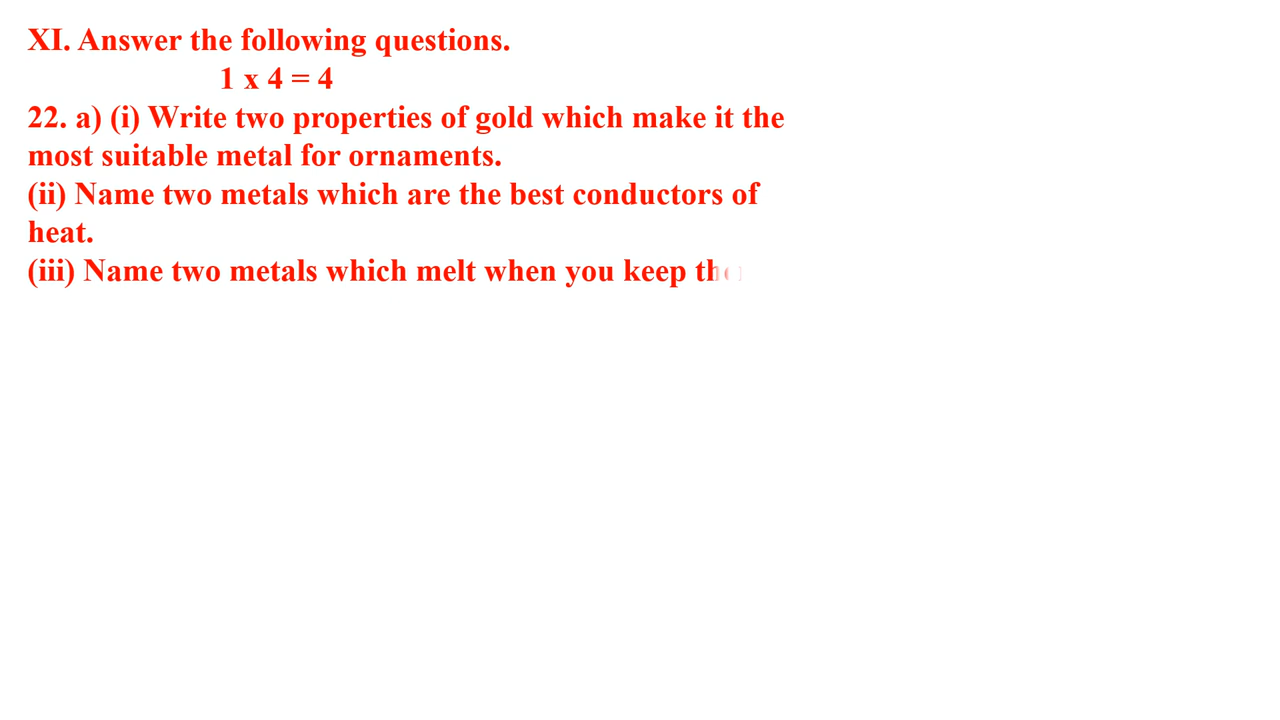 XI. Answer the following questions.
1 x 4 = 4
22. a) (i) Write two properties of gold which make it the
most suitable metal for ornaments.
(ii) Name two metals which are the best conductors of
heat.
(iii) Name two metals which melt when you keep